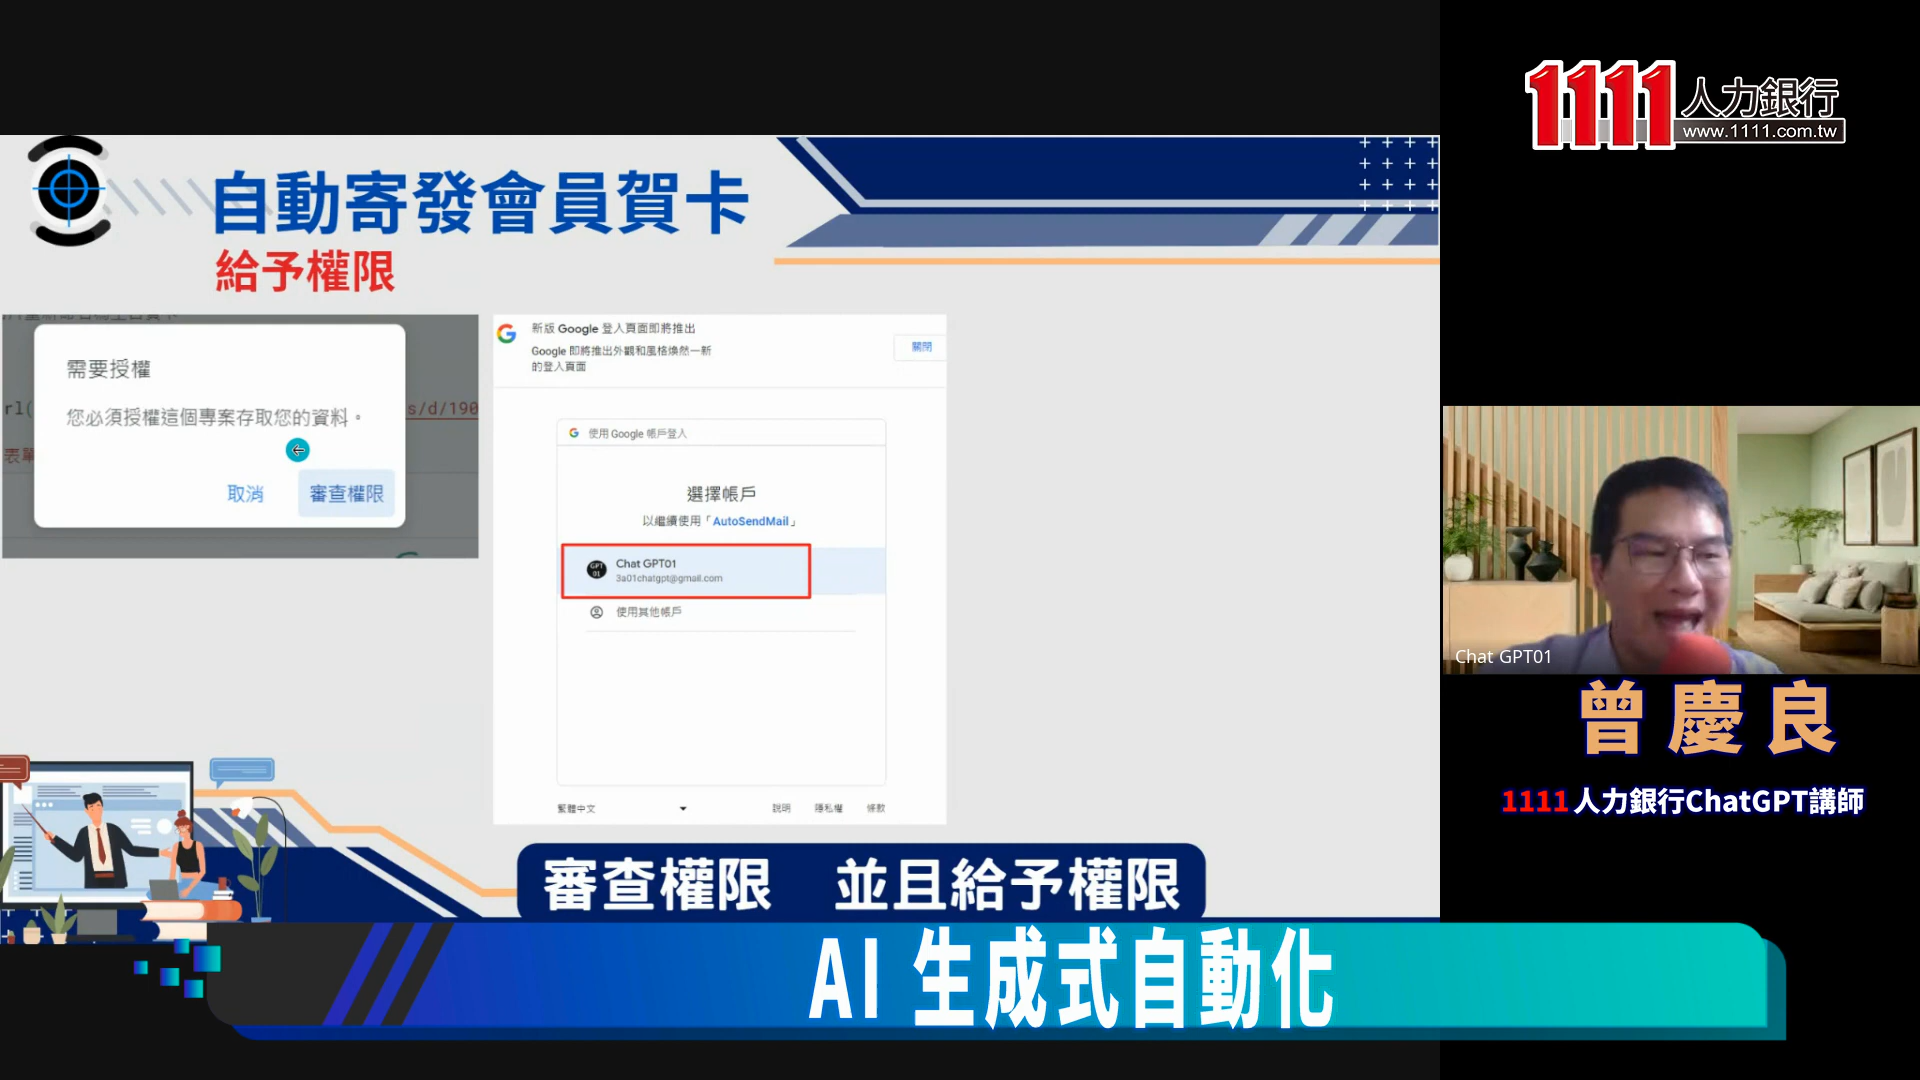 1111人力銀行
www.1111.com.tw
自動寄發會員賀卡
給予權限
需要授權
您必須授權這個專案存取您的資料。
rl(
s/d/190
表單
取消
審查權限
新版 Google 登入頁面即將推出
Google 即將推出外觀和風格煥然一新
的登入頁面
關閉
使用 Google 帳戶登入
選擇帳戶
以繼續使用「AutoSendMail」
GPT
01
Chat GPT01
3a01chatgpt@gmail.com
使用其他帳戶
繁體中文
說明
隱私權
條款
Chat GPT01
曾慶良
1111人力銀行ChatGPT講師
審查權限 並且給予權限
AI 生成式自動化